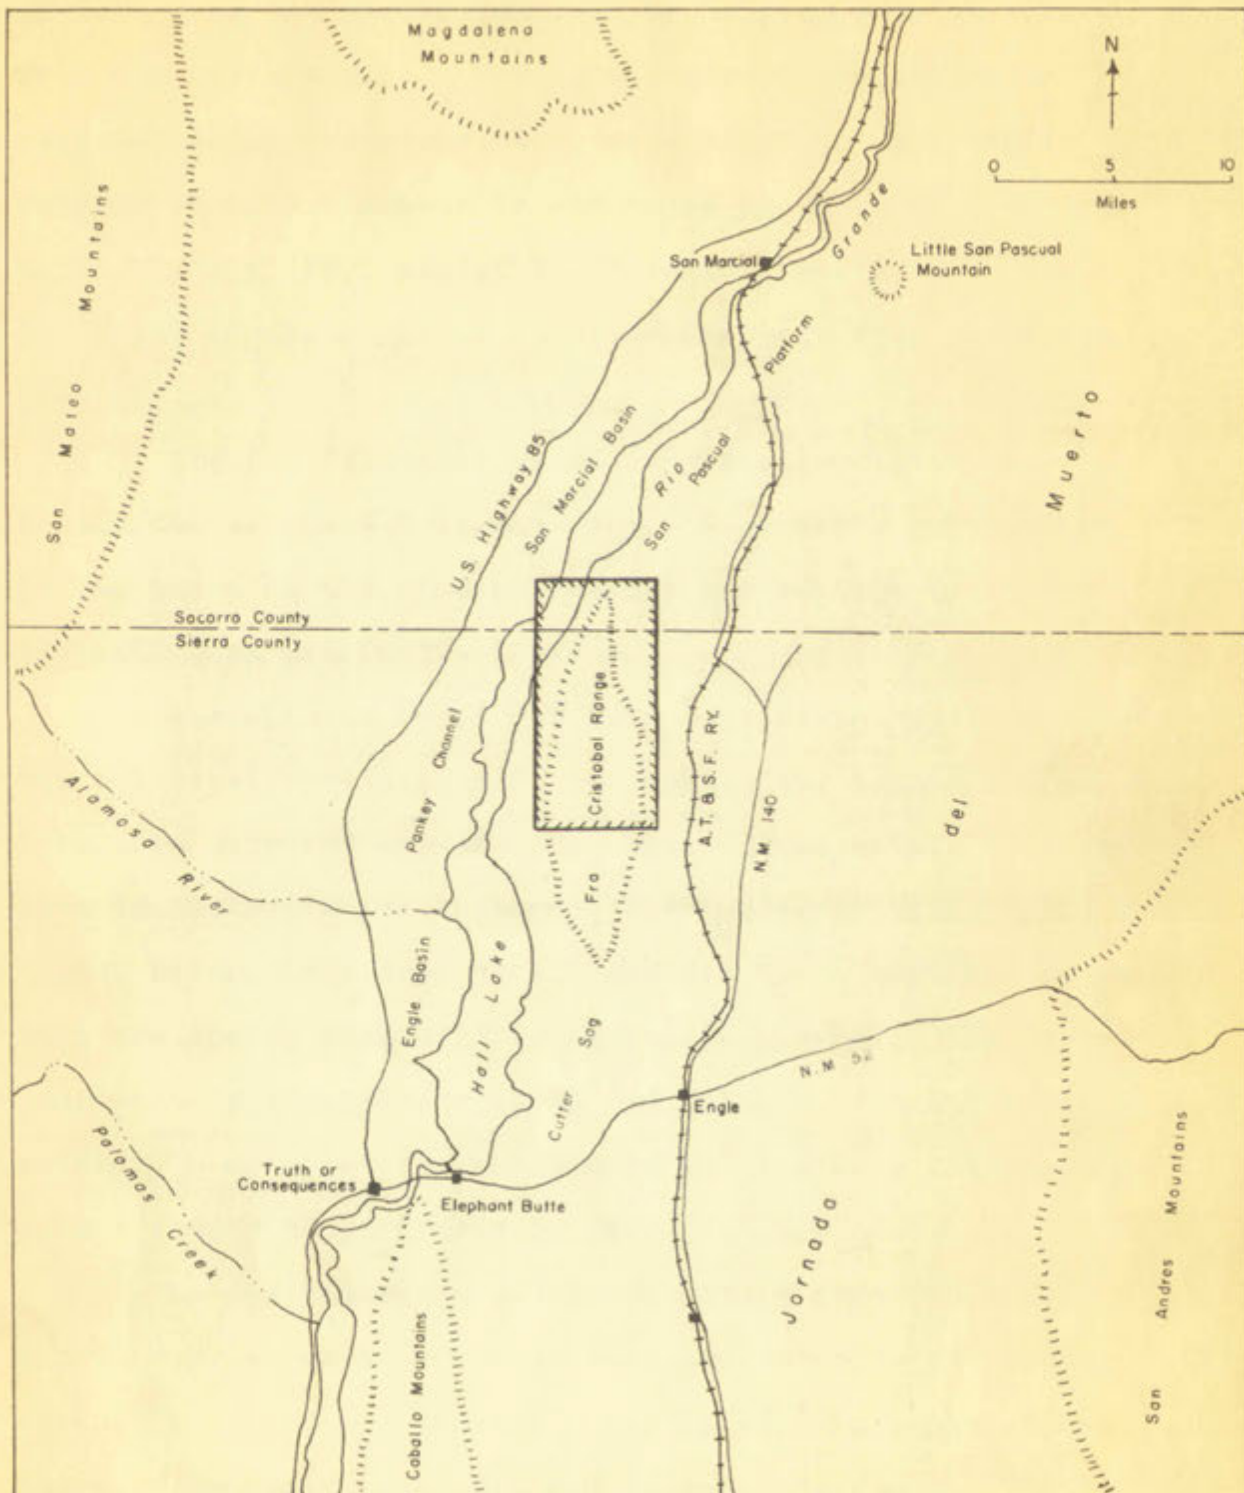 Magdalena
Mountains
N
0 5 10
Miles
San Mateo Mountains
Rio Grande
Little San Pascual
Mountain
San Marcial
San Pascual Platform
U.S. Highway 85
San Marcial Basin
Jornada del Muerto
Socorro County
Sierra County
Pankey Channel
Fra Cristobal Range
A.T. & S.F. RY.
N.M. 140
Alamosa River
Engle Basin
Hall Lake
Cutter Sag
N.M 52
Engle
Palamas Creek
Truth or
Consequences
Elephant Butte
Caballo Mountains
San Andres Mountains